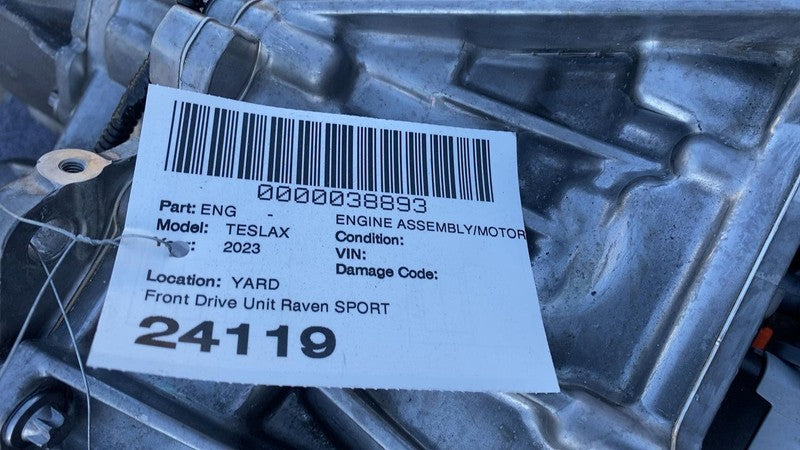 0000038893
Part: ENG - ENGINE ASSEMBLY/MOTOR
Model: TESLAX Condition:
: 2023 VIN:
Damage Code:
Location: YARD
Front Drive Unit Raven SPORT
24119